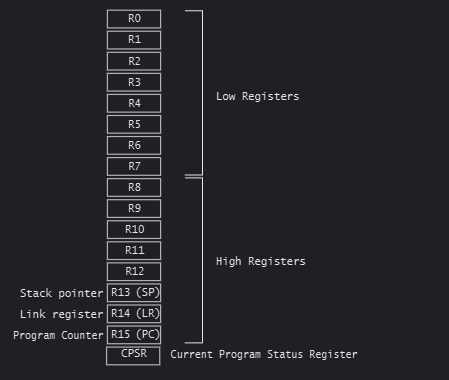 R0
R1
R2
R3
R4
Low Registers
R5
R6
R7
R8
R9
R10
R11
High Registers
R12
Stack pointer R13 (SP)
Link register R14 (LR)
Program Counter R15 (PC)
CPSR Current Program Status Register